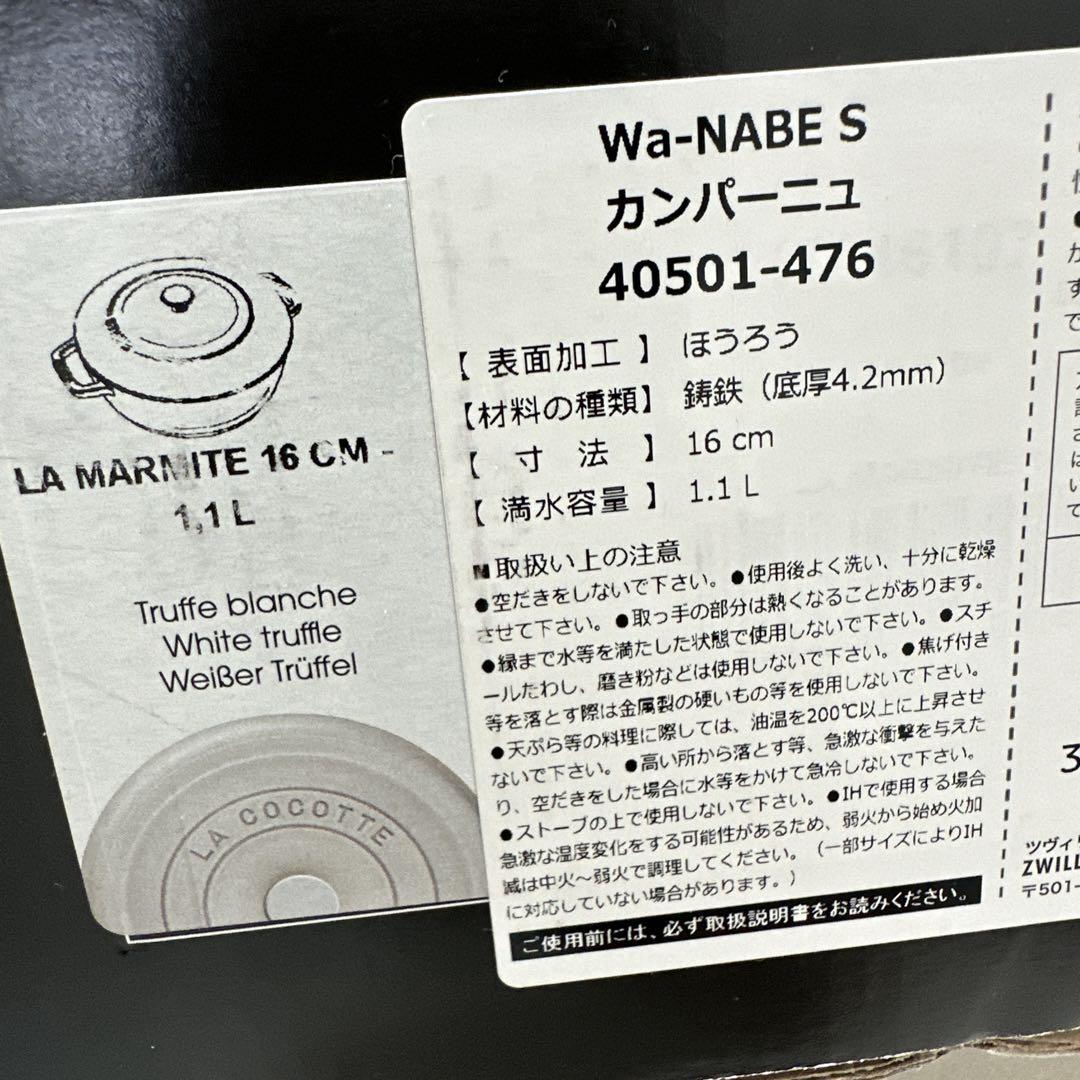 LA MARMITE 16 CM -
1,1 L
Truffe blanche
White truffle
Weißer Trüffel
LA COCOTTE
Wa-NABE S
カンパーニュ
40501-476
【 表面加工 】 ほうろう
【材料の種類】 鋳鉄（底厚4.2mm）
【 寸 法 】 16 cm
【 満水容量 】 1.1 L
■取扱い上の注意
●空だきをしないで下さい。●使用後よく洗い、十分に乾燥
させて下さい。●取っ手の部分は熱くなることがあります。
●縁まで水等を満たした状態で使用しないで下さい。●スチ
ールたわし、磨き粉などは使用しないで下さい。●焦げ付き
等を落とす際は金属製の硬いもの等を使用しないで下さい。
●天ぷら等の料理に際しては、油温を200℃以上に上昇させ
ないで下さい。●高い所から落とす等、急激な衝撃を与えた
り、空だきをした場合に水等をかけて急冷しないで下さい。
●ストーブの上で使用しないで下さい。●IHで使用する場合
急激な温度変化をする可能性があるため、弱火から始め火加
減は中火～弱火で調理してください。（一部サイズによりIH
に対応していない場合があります。）
ご使用前には、必ず取扱説明書をお読みください。
ツヴィ
ZWILL
〒501-